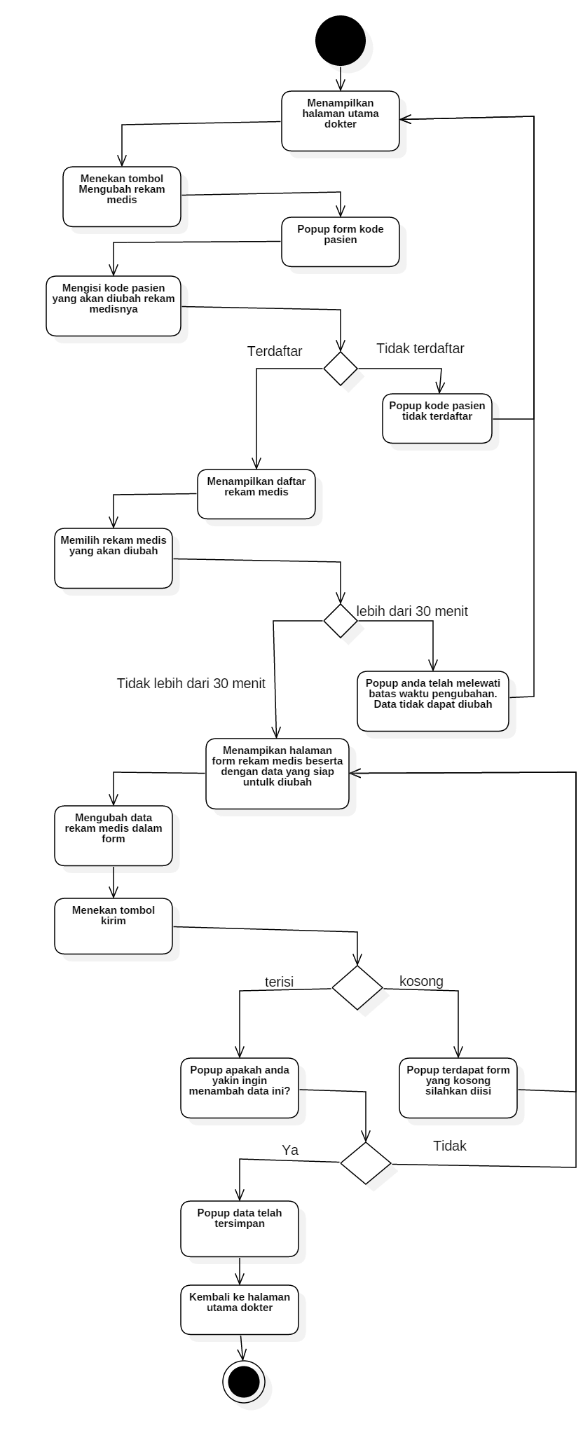 Menampilkan
halaman utama
dokter
Menekan tombol
Mengubah rekam
medis
Popup form kode
pasien
Mengisi kode pasien
yang akan diubah rekam
medisnya
Terdaftar
Tidak terdaftar
Popup kode pasien
tidak terdaftar
Menampilkan daftar
rekam medis
Memilih rekam medis
yang akan diubah
lebih dari 30 menit
Tidak lebih dari 30 menit
Popup anda telah melewati
batas waktu pengubahan.
Data tidak dapat diubah
Menampikan halaman
form rekam medis beserta
dengan data yang siap
untulk diubah
Mengubah data
rekam medis dalam
form
Menekan tombol
kirim
terisi
kosong
Popup apakah anda
yakin ingin
menambah data ini?
Popup terdapat form
yang kosong
silahkan diisi
Ya
Tidak
Popup data telah
tersimpan
Kembali ke halaman
utama dokter